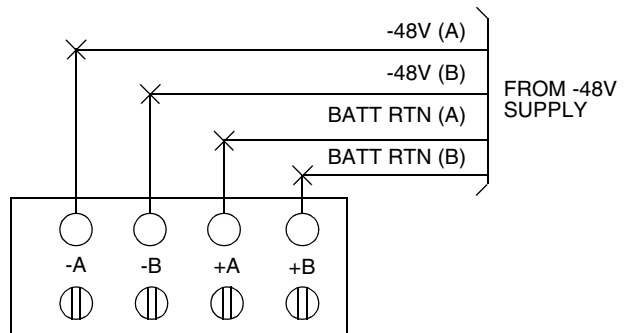 -48V (A)
-48V (B)
BATT RTN (A)
BATT RTN (B)
FROM -48V
SUPPLY
-A -B +A +B